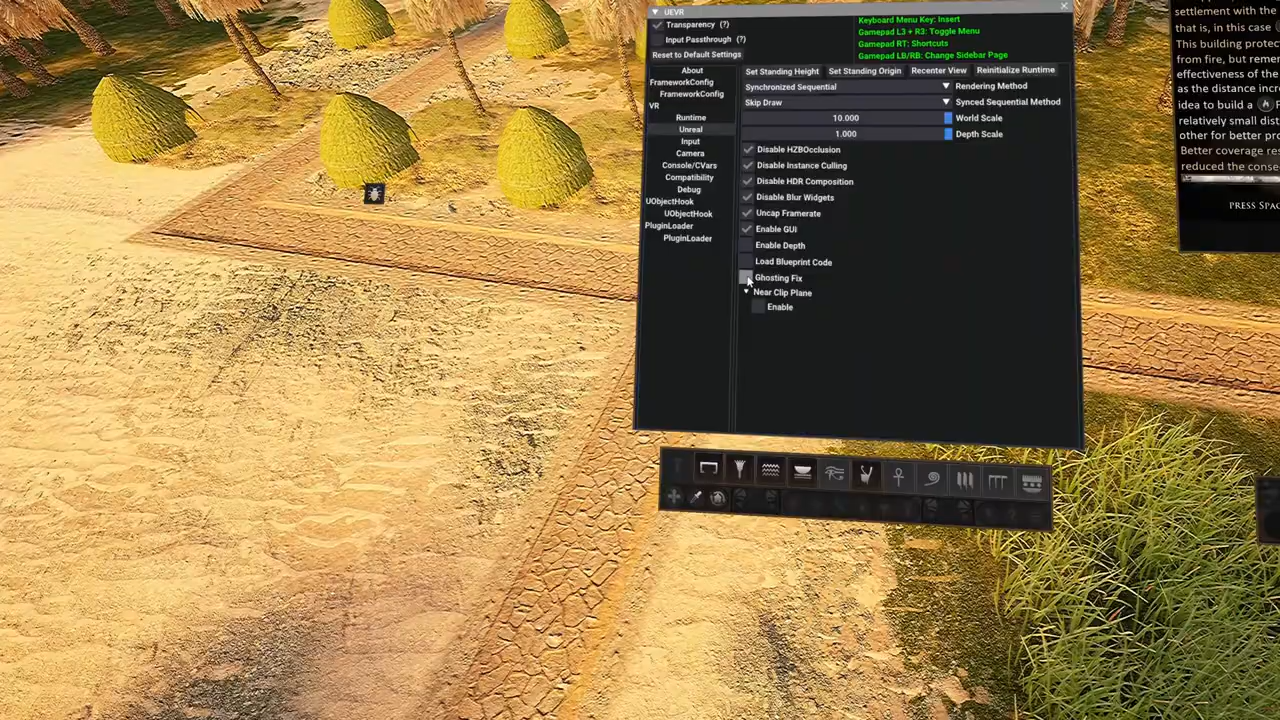 UEVR
Transparency (?)
Input Passthrough (?)
Reset to Default Settings
Keyboard Menu Key: Insert
Gamepad L3 + R3: Toggle Menu
Gamepad RT: Shortcuts
Gamepad LB/RB: Change Sidebar Page
About
FrameworkConfig
FrameworkConfig
VR
Runtime
Unreal
Input
Camera
Console/CVars
Compatibility
Debug
UObjectHook
UObjectHook
PluginLoader
PluginLoader
Set Standing Height Set Standing Origin Recenter View Reinitialize Runtime
Synchronized Sequential Rendering Method
Skip Draw Synced Sequential Method
10.000 World Scale
1.000 Depth Scale
Disable HZBOcclusion
Disable Instance Culling
Disable HDR Composition
Disable Blur Widgets
Uncap Framerate
Enable GUI
Enable Depth
Load Blueprint Code
Ghosting Fix
Near Clip Plane
Enable
settlement with the
that is, in this case
This building protec
from fire, but remem
effectiveness of the
as the distance incre
idea to build a
relatively small dist
other for better pro
Better coverage res
reduced the conse
PRESS SPAC